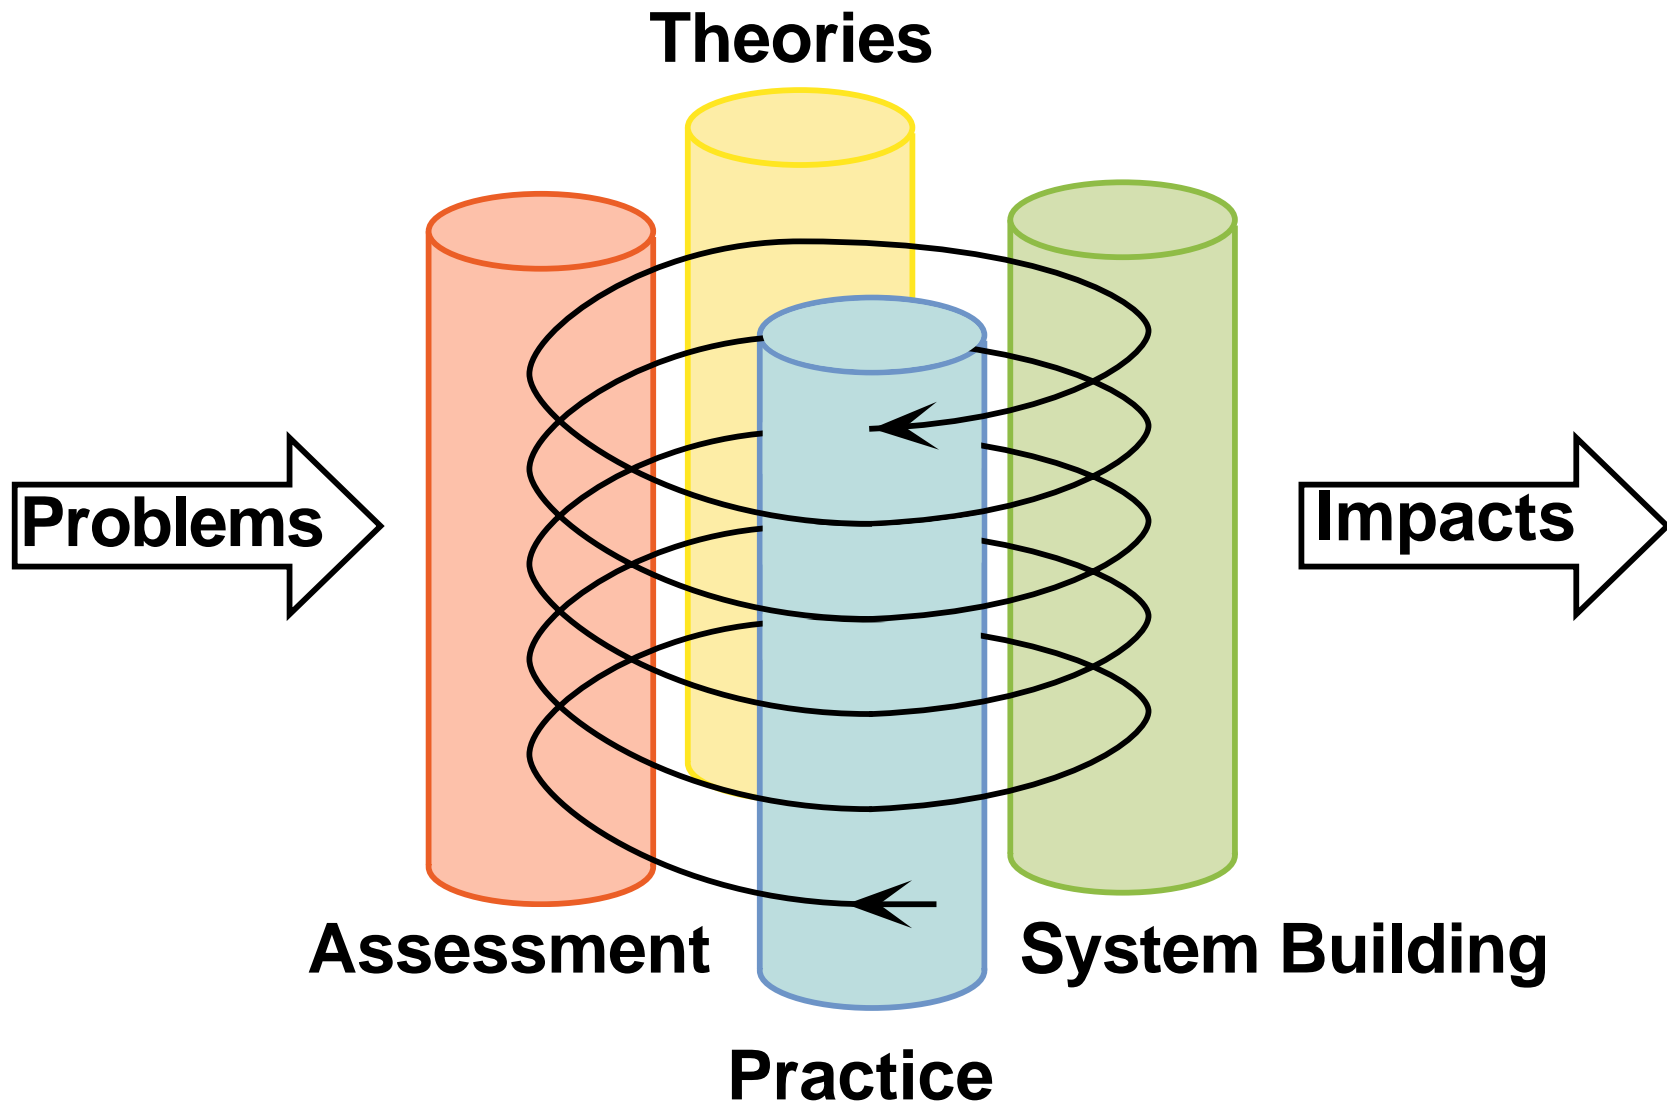 Theories
Problems
Impacts
Assessment
System Building
Practice